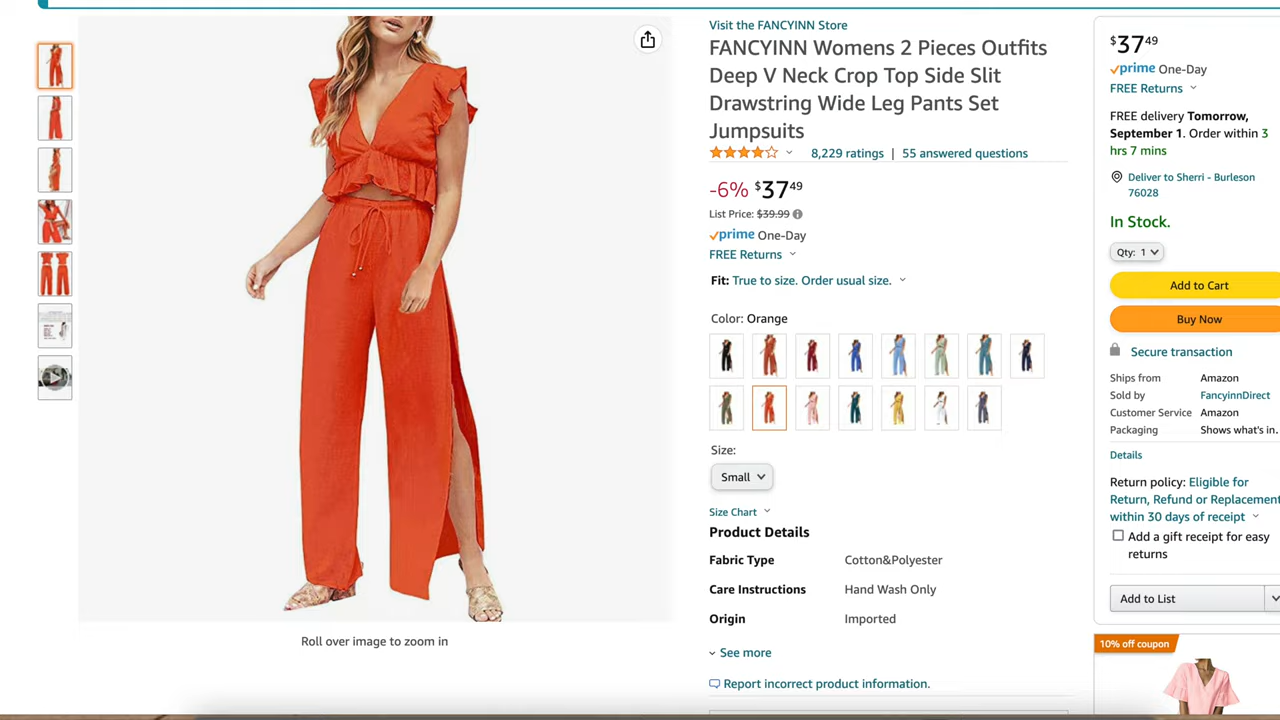 Visit the FANCYINN Store
FANCYINN Womens 2 Pieces Outfits
Deep V Neck Crop Top Side Slit
Drawstring Wide Leg Pants Set
Jumpsuits
8,229 ratings | 55 answered questions
-6% $37 49
List Price: $39.99
prime One-Day
FREE Returns
Fit: True to size. Order usual size.
Color: Orange
Size:
Small
Size Chart
Product Details
Fabric Type Cotton&Polyester
Care Instructions Hand Wash Only
Origin Imported
See more
Report incorrect product information.
Roll over image to zoom in
$37 49
prime One-Day
FREE Returns
FREE delivery Tomorrow,
September 1. Order within 3
hrs 7 mins
Deliver to Sherri - Burleson
76028
In Stock.
Qty: 1
Add to Cart
Buy Now
Secure transaction
Ships from Amazon
Sold by FancyinnDirect
Customer Service Amazon
Packaging Shows what's in.
Details
Return policy: Eligible for
Return, Refund or Replacement
within 30 days of receipt
Add a gift receipt for easy
returns
Add to List
10% off coupon